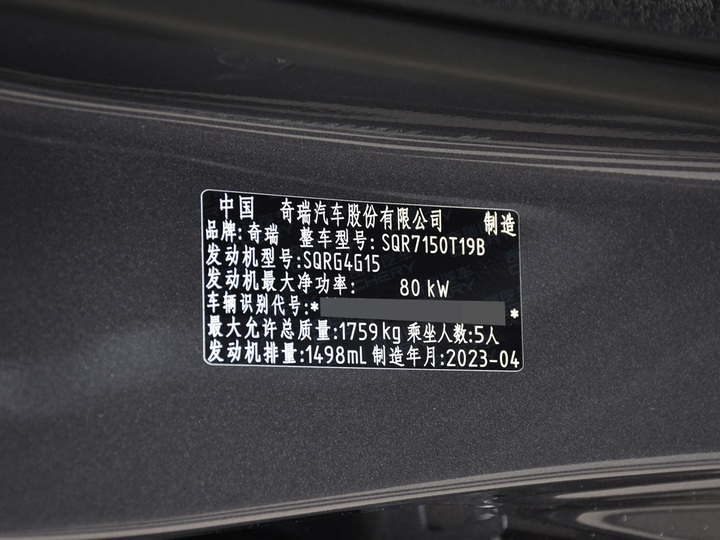 中国 奇瑞汽车股份有限公司 制造
品牌:奇瑞 整车型号:SQR7150T19B
发动机型号:SQRG4G15
发动机最大净功率: 80 kW
车辆识别代号:* *
最大允许总质量:1759kg 乘坐人数:5人
发动机排量:1498mL 制造年月:2023-04